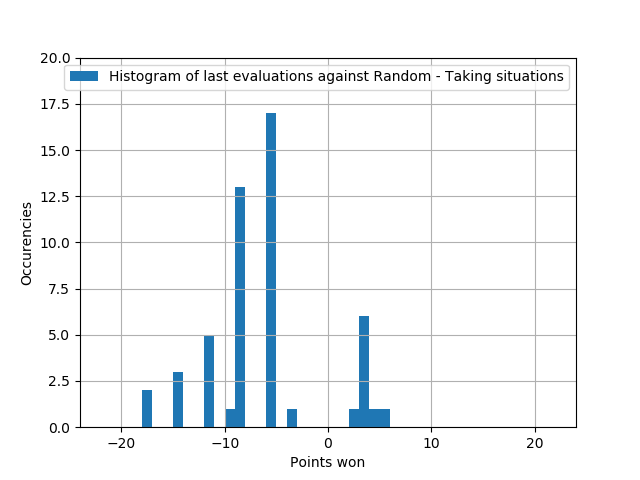 Histogram of last evaluations against Random - Taking situations
20.0
17.5
15.0
12.5
10.0
7.5
5.0
2.5
0.0
Occurencies
−20 −10 0 10 20
Points won